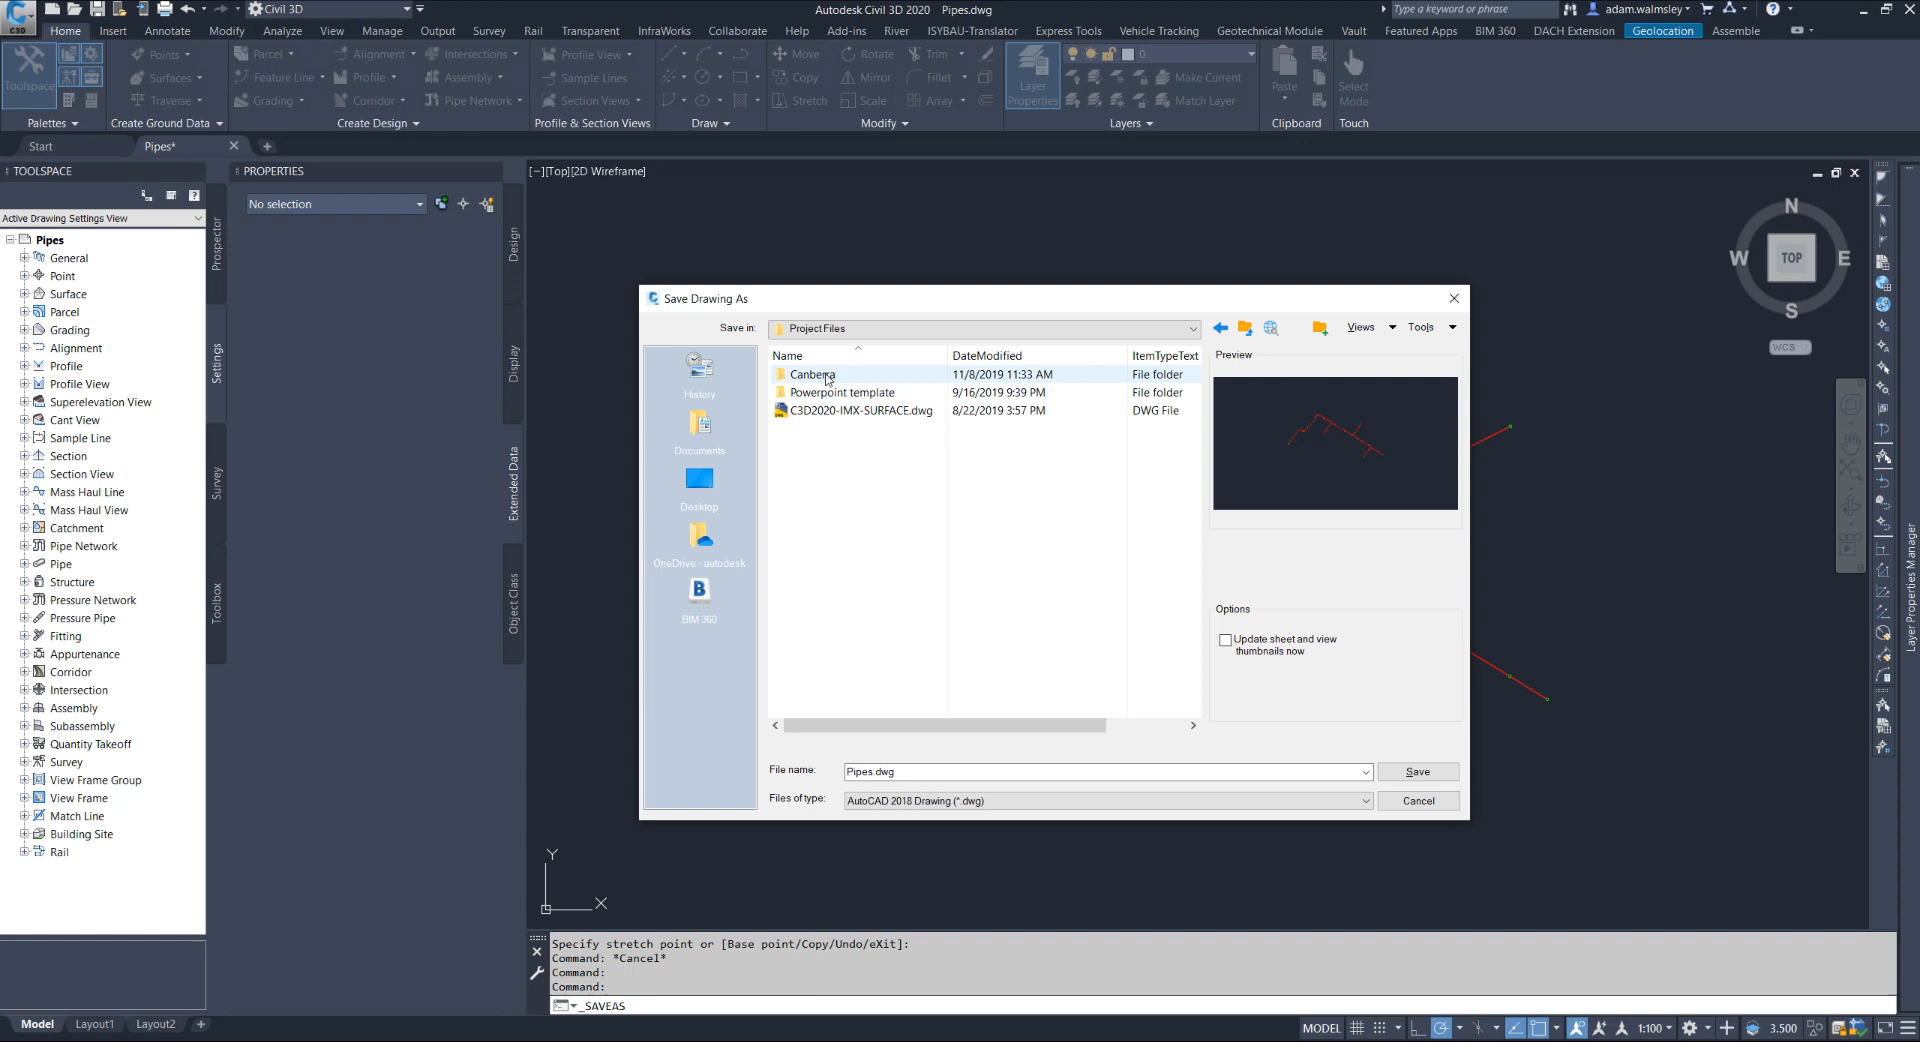 C3D
Civil 3D
Autodesk Civil 3D 2020 Pipes.dwg
Type a keyword or phrase
adam.walmsley
Home Insert Annotate Modify Analyze View Manage Output Survey Rail Transparent InfraWorks Collaborate Help Add-ins River ISYBAU-Translator Express Tools Vehicle Tracking Geotechnical Module Vault Featured Apps BIM 360 DACH Extension Geolocation Assemble
Toolspace
Points
Surfaces
Traverse
Parcel
Feature Line
Grading
Alignment
Profile
Corridor
Intersections
Assembly
Pipe Network
Profile View
Sample Lines
Section Views
Move
Copy
Stretch
Rotate
Mirror
Scale
Trim
Fillet
Array
Layer
Properties
0
Make Current
Match Layer
Paste
Select
Mode
Palettes Create Ground Data Create Design Profile & Section Views Draw Modify Layers Clipboard Touch
Start Pipes*
TOOLSPACE
Active Drawing Settings View
Pipes
General
Point
Surface
Parcel
Grading
Alignment
Profile
Profile View
Superelevation View
Cant View
Sample Line
Section
Section View
Mass Haul Line
Mass Haul View
Catchment
Pipe Network
Pipe
Structure
Pressure Network
Pressure Pipe
Fitting
Appurtenance
Corridor
Intersection
Assembly
Subassembly
Quantity Takeoff
Survey
View Frame Group
View Frame
Match Line
Building Site
Rail
Prospector
Settings
Survey
Toolbox
PROPERTIES
No selection
Design
Display
Extended Data
Object Class
[−][Top][2D Wireframe]
N
W TOP E
S
WCS
Layer Properties Manager
Save Drawing As
Save in: Project Files
Views Tools
History
Documents
Desktop
OneDrive - autodesk
B
BIM 360
Name DateModified ItemTypeText
Canberra 11/8/2019 11:33 AM File folder
Powerpoint template 9/16/2019 9:39 PM File folder
C3D2020-IMX-SURFACE.dwg 8/22/2019 3:57 PM DWG File
Preview
Options
Update sheet and view
thumbnails now
File name: Pipes.dwg Save
Files of type: AutoCAD 2018 Drawing (*.dwg) Cancel
Y
X
Specify stretch point or [Base point/Copy/Undo/eXit]:
Command: *Cancel*
Command:
Command:
_SAVEAS
Model Layout1 Layout2
MODEL 1:100 3.500